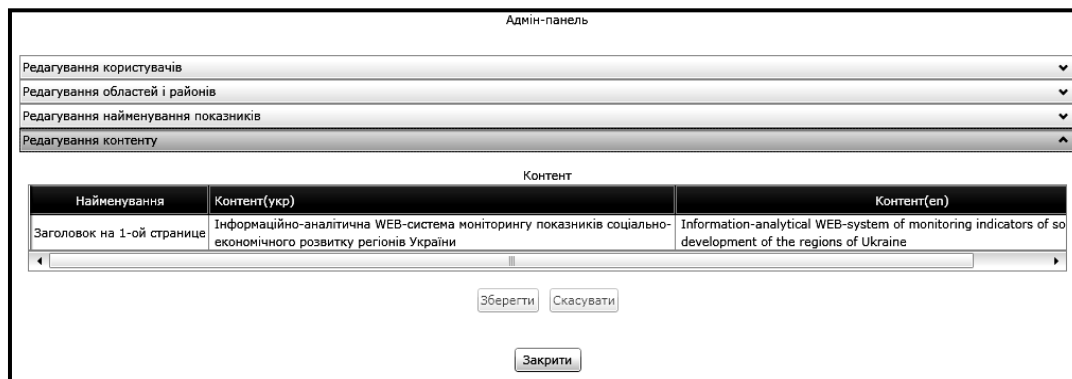 Адмін-панель
Редагування користувачів
Редагування областей і районів
Редагування найменування показників
Редагування контенту
Контент
Найменування Контент(укр) Контент(en)
Заголовок на 1-ой странице
Інформаційно-аналітична WEB-система моніторингу показників соціально-
економічного розвитку регіонів України
Information-analytical WEB-system of monitoring indicators of so
development of the regions of Ukraine
Зберегти Скасувати
Закрити